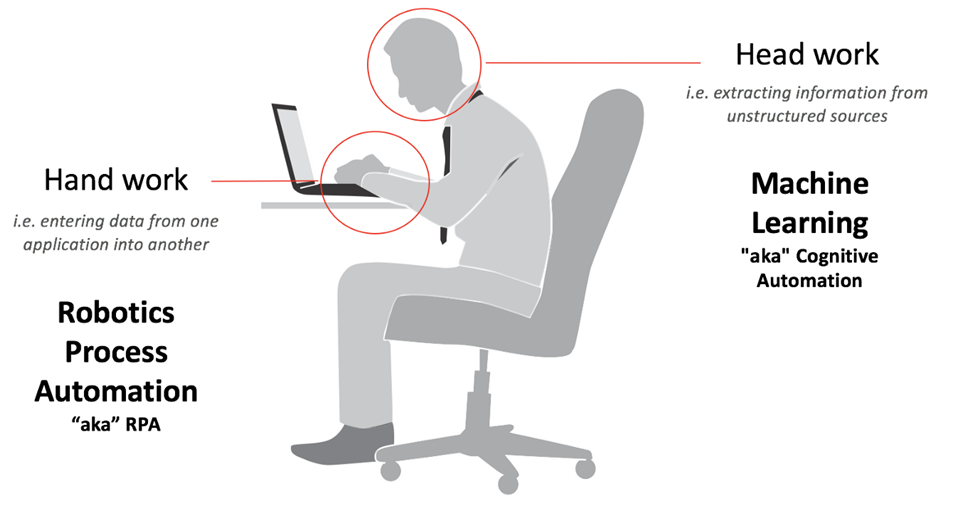 Head work
i.e. extracting information from
unstructured sources
Machine
Learning
"aka" Cognitive
Automation
Hand work
i.e. entering data from one
application into another
Robotics
Process
Automation
“aka” RPA